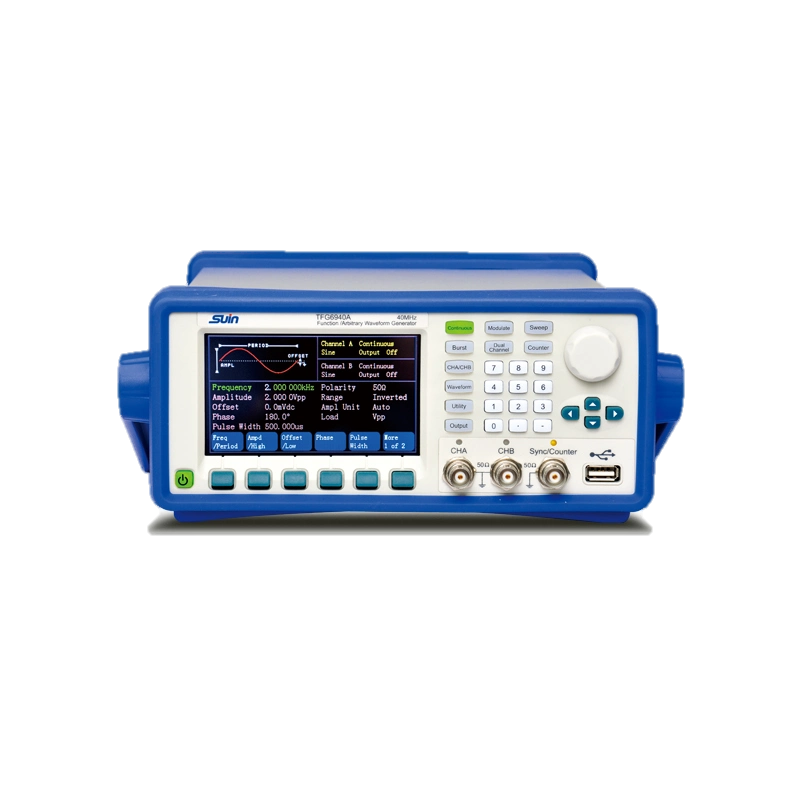 SUIN
TFG6940A 40MHz
Function /Arbitrary Waveform Generator
PERIOD
OFFSET
AMPL
Channel A Continuous
Sine Output Off
Channel B Continuous
Sine Output Off
Frequency 2.000 000kHz Polarity 50Ω
Amplitude 2.000 0Vpp Range Inverted
Offset 0.0mVdc Ampl Unit Auto
Phase 180.0° Load Vpp
Pulse Width 500.000us
Freq /Period
Ampd /High
Offset /Low
Phase
Pulse Width
More 1 of 2
Continuous Modulate Sweep
Burst Dual Channel Counter
CHA/CHB 7 8 9
Waveform 4 5 6
Utility 1 2 3
Output 0 . -
CHA CHB Sync/Counter
50Ω 50Ω